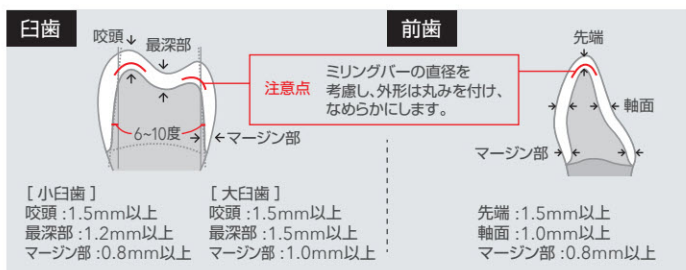 臼歯
咬頭
最深部
6~10度
マージン部
注意点
ミリングバーの直径を
考慮し、外形は丸みを付け、
なめらかにします。
前歯
先端
軸面
マージン部
[ 小臼歯 ]
咬頭 :1.5mm以上
最深部 :1.2mm以上
マージン部 :0.8mm以上
[ 大臼歯 ]
咬頭 :1.5mm以上
最深部 :1.5mm以上
マージン部 :1.0mm以上
先端 :1.5mm以上
軸面 :1.0mm以上
マージン部 :0.8mm以上